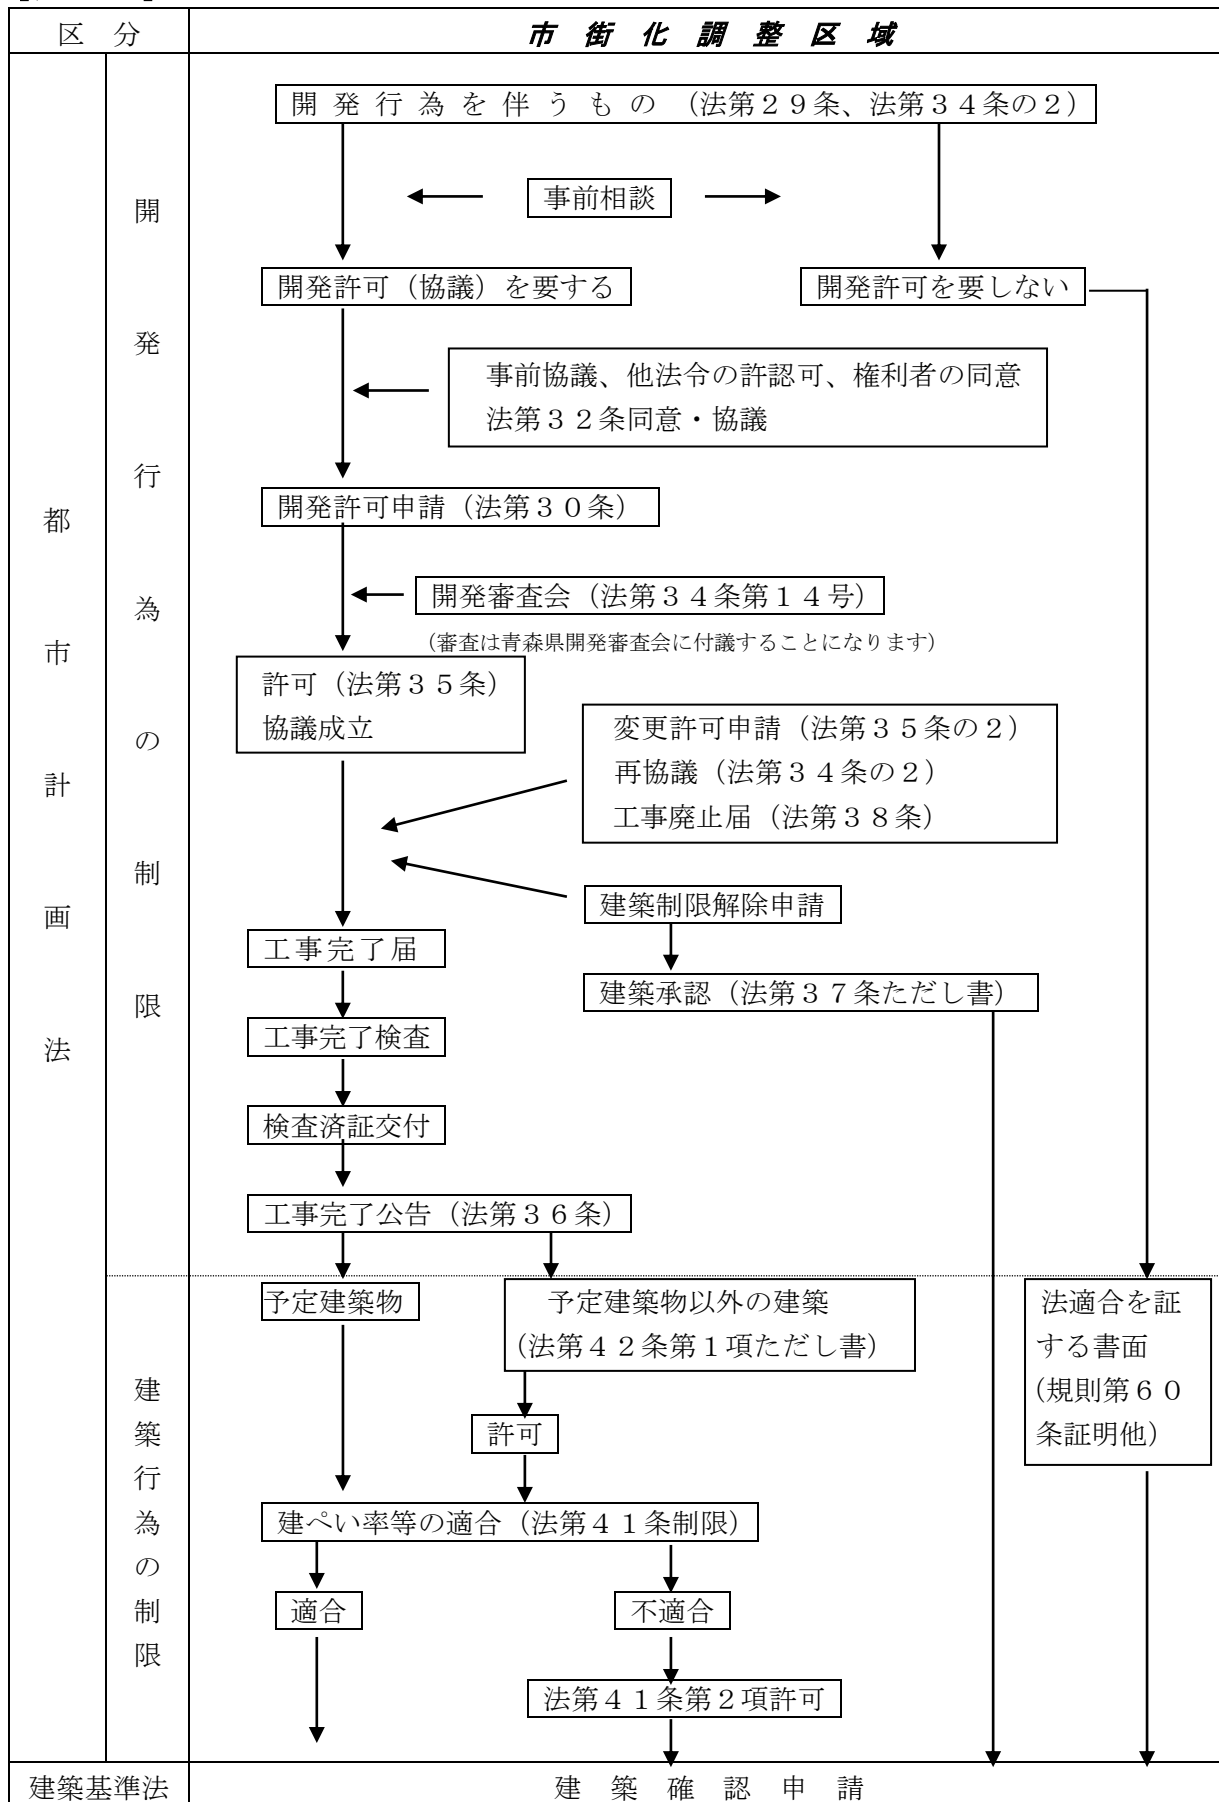 区　分
市　街　化　調　整　区　域
都市計画法
開発行為の制限
開発行為を伴うもの（法第２９条、法第３４条の２）
事前相談
開発許可（協議）を要する
開発許可を要しない
事前協議、他法令の許認可、権利者の同意
法第３２条同意・協議
開発許可申請（法第３０条）
開発審査会（法第３４条第１４号）
（審査は青森県開発審査会に付議することになります）
許可（法第３５条）
協議成立
変更許可申請（法第３５条の２）
再協議（法第３４条の２）
工事廃止届（法第３８条）
建築制限解除申請
工事完了届
建築承認（法第３７条ただし書）
工事完了検査
検査済証交付
工事完了公告（法第３６条）
建築行為の制限
予定建築物
予定建築物以外の建築
（法第４２条第１項ただし書）
法適合を証
する書面
（規則第６０
条証明他）
許可
建ぺい率等の適合（法第４１条制限）
適合
不適合
法第４１条第２項許可
建築基準法
建　築　確　認　申　請